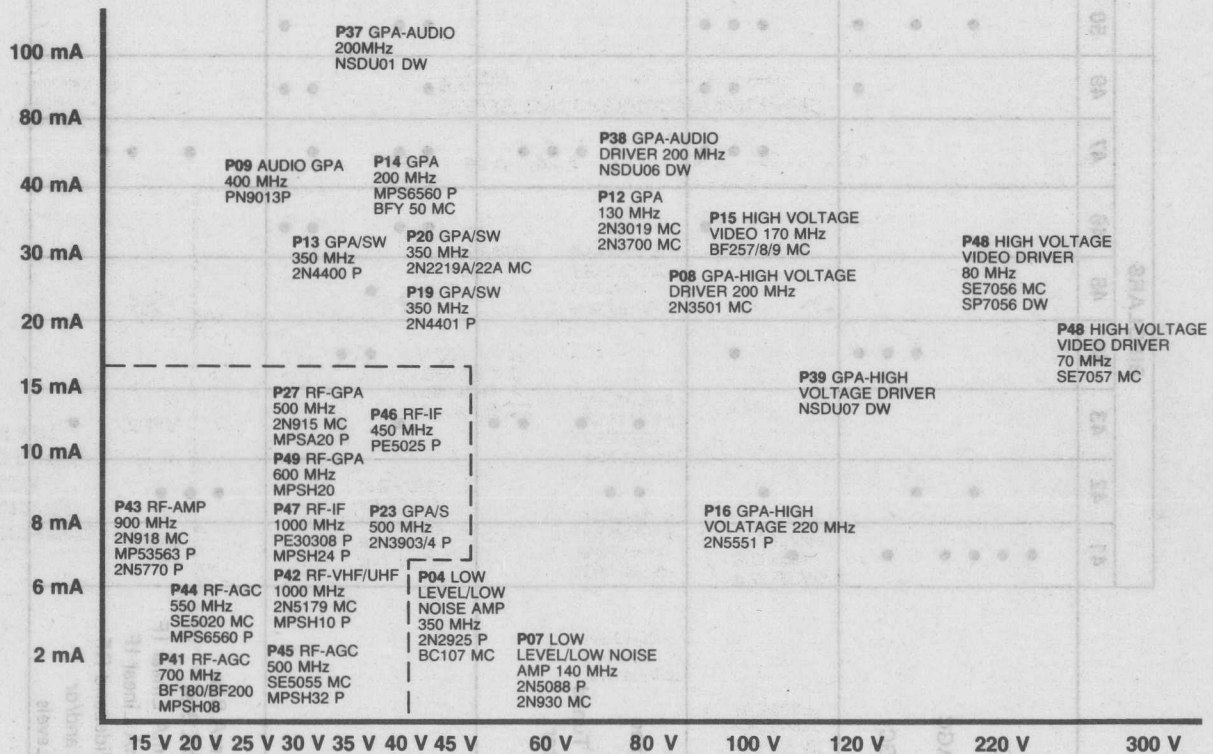 P37 GPA-AUDIO
200MHz
NSDU01 DW
100 mA
80 mA
P38 GPA-AUDIO
DRIVER 200 MHz
NSDU06 DW
P09 AUDIO GPA
400 MHz
PN9013P
P14 GPA
200 MHz
MPS6560 P
BFY 50 MC
40 mA
P12 GPA
130 MHz
2N3019 MC
2N3700 MC
P15 HIGH VOLTAGE
VIDEO 170 MHz
BF257/8/9 MC
P13 GPA/SW
350 MHz
2N4400 P
P20 GPA/SW
350 MHz
2N2219A/22A MC
30 mA
P48 HIGH VOLTAGE
VIDEO DRIVER
80 MHz
SE7056 MC
SP7056 DW
P08 GPA-HIGH VOLTAGE
DRIVER 200 MHz
2N3501 MC
P19 GPA/SW
350 MHz
2N4401 P
20 mA
P48 HIGH VOLTAGE
VIDEO DRIVER
70 MHz
SE7057 MC
15 mA
P39 GPA-HIGH
VOLTAGE DRIVER
NSDU07 DW
P27 RF-GPA
500 MHz
2N915 MC
MPSA20 P
P46 RF-IF
450 MHz
PE5025 P
10 mA
P49 RF-GPA
600 MHz
MPSH20
P43 RF-AMP
900 MHz
2N918 MC
MP53563 P
2N5770 P
P47 RF-IF
1000 MHz
PE30308 P
MPSH24 P
P23 GPA/S
500 MHz
2N3903/4 P
P16 GPA-HIGH
VOLATAGE 220 MHz
2N5551 P
8 mA
6 mA
P44 RF-AGC
550 MHz
SE5020 MC
MPS6560 P
P42 RF-VHF/UHF
1000 MHz
2N5179 MC
MPSH10 P
P04 LOW
LEVEL/LOW
NOISE AMP
350 MHz
2N2925 P
BC107 MC
P07 LOW
LEVEL/LOW NOISE
AMP 140 MHz
2N5088 P
2N930 MC
2 mA
P41 RF-AGC
700 MHz
BF180/BF200
MPSH08
P45 RF-AGC
500 MHz
SE5055 MC
MPSH32 P
15 V 20 V 25 V 30 V 35 V 40 V 45 V 60 V 80 V 100 V 120 V 220 V 300 V
50
49
47
48
43
42
41
and/or
Levels